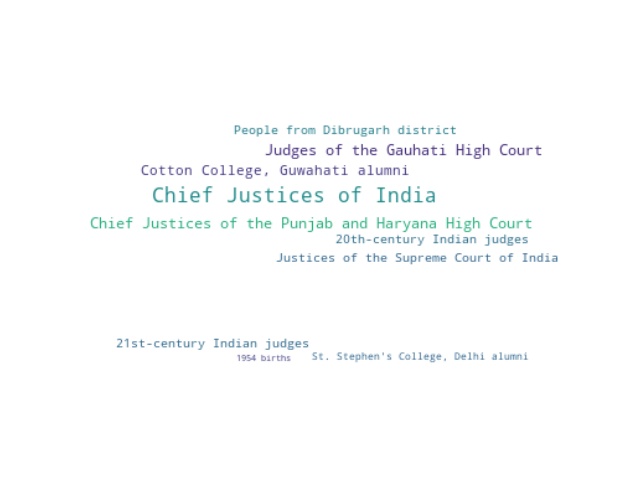 People from Dibrugarh district
Judges of the Gauhati High Court
Cotton College, Guwahati alumni
Chief Justices of India
Chief Justices of the Punjab and Haryana High Court
20th-century Indian judges
Justices of the Supreme Court of India
21st-century Indian judges
1954 births St. Stephen's College, Delhi alumni